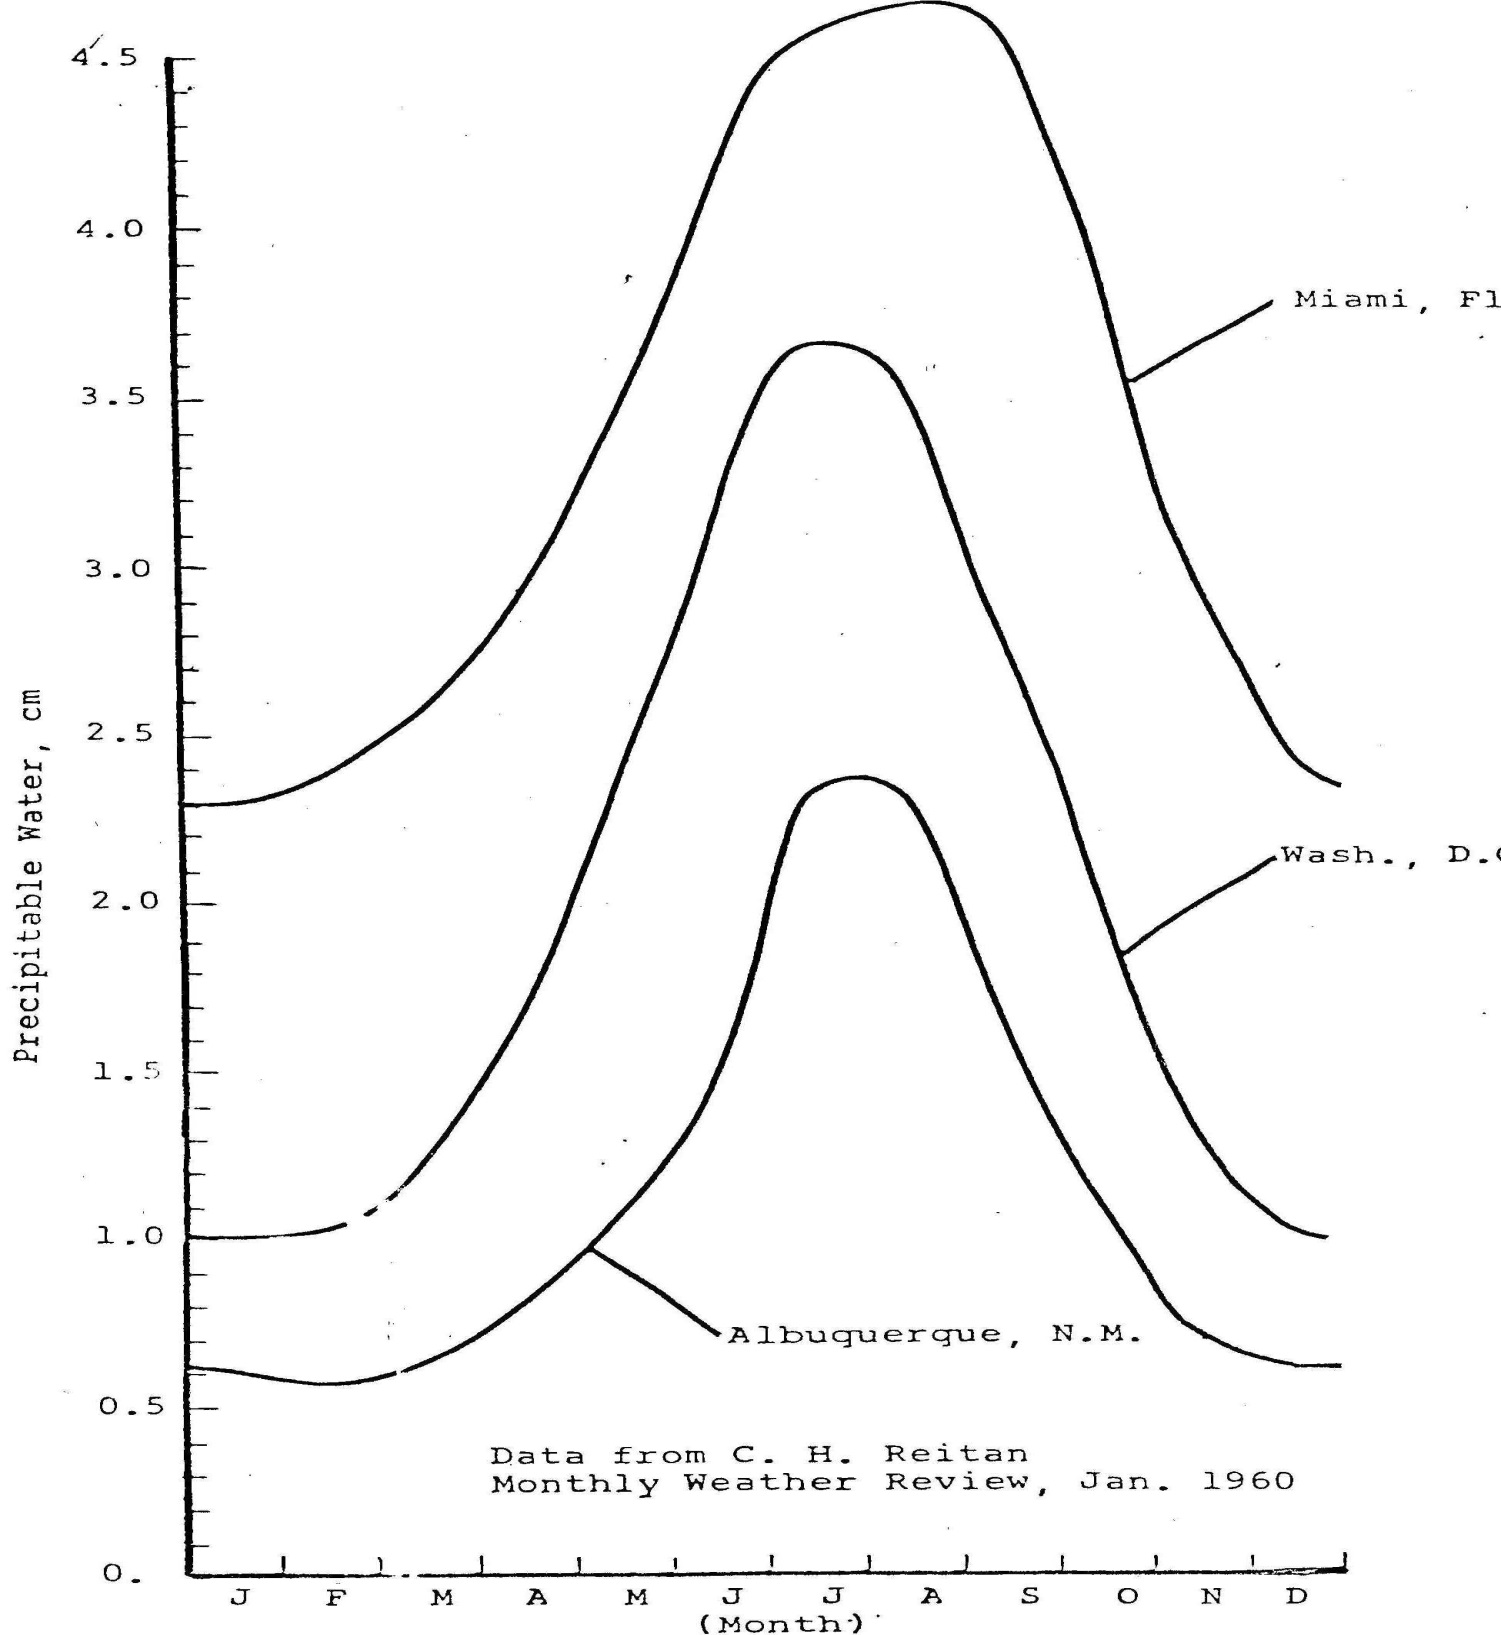 4.5
4.0
Miami, Fl
3.5
3.0
2.5
Precipitable Water, cm
Wash., D.
2.0
1.5
1.0
Albuquerque, N.M.
0.5
Data from C. H. Reitan
Monthly Weather Review, Jan. 1960
0.
J F M A M J J A S O N D
(Month)